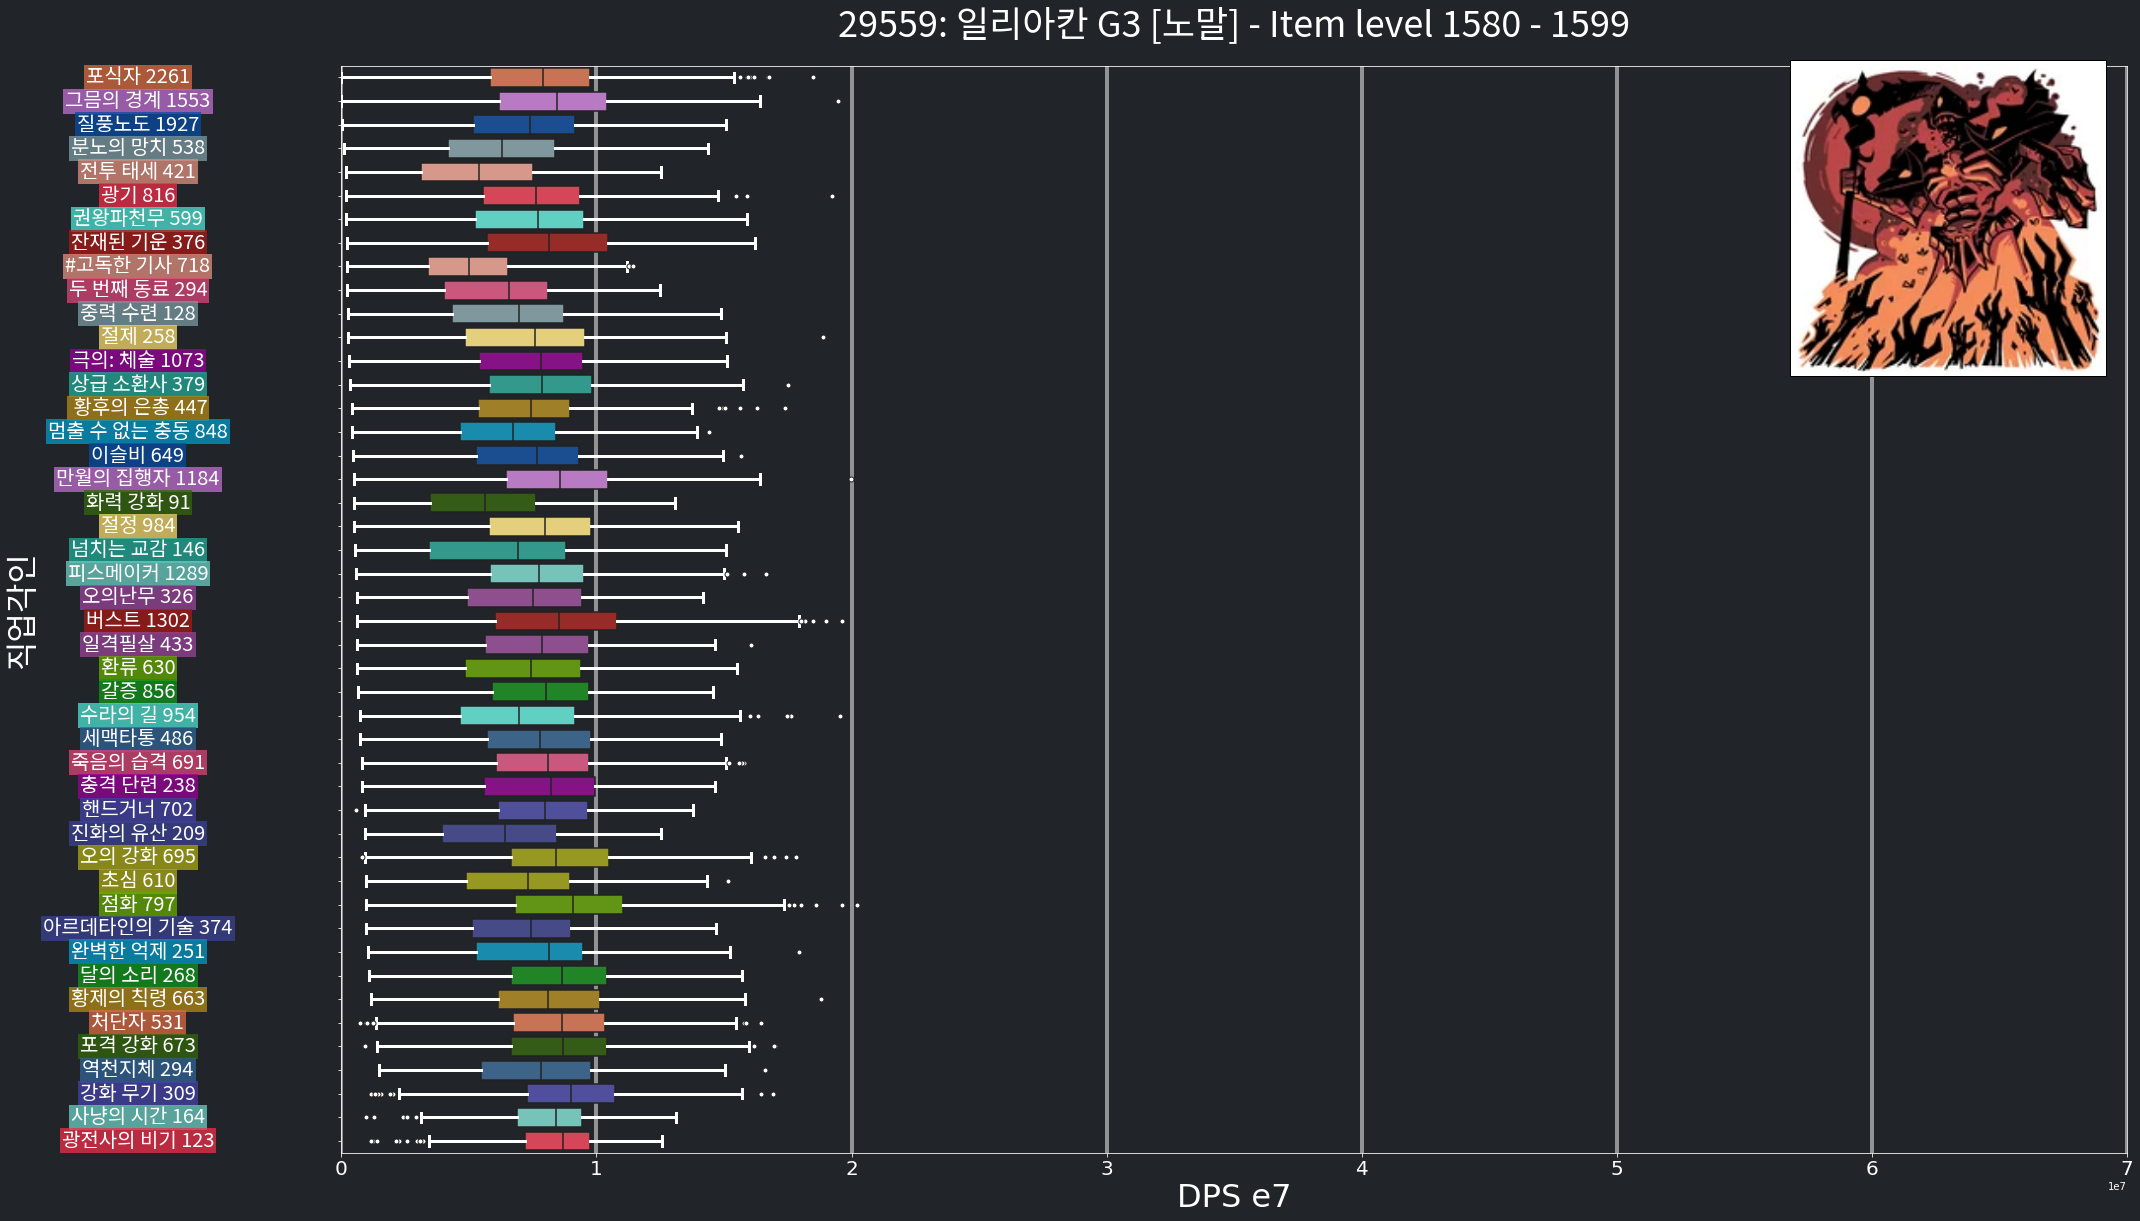 29559: 일리아칸 G3 [노말] - Item level 1580 - 1599
포식자 2261
그믐의 경계 1553
질풍노도 1927
분노의 망치 538
전투 태세 421
광기 816
권왕파천무 599
잔재된 기운 376
#고독한 기사 718
두 번째 동료 294
중력 수련 128
절제 258
극의: 체술 1073
상급 소환사 379
황후의 은총 447
멈출 수 없는 충동 848
이슬비 649
만월의 집행자 1184
화력 강화 91
절정 984
넘치는 교감 146
피스메이커 1289
오의난무 326
버스트 1302
일격필살 433
환류 630
갈증 856
수라의 길 954
세맥타통 486
죽음의 습격 691
충격 단련 238
핸드거너 702
진화의 유산 209
오의 강화 695
초심 610
점화 797
아르데타인의 기술 374
완벽한 억제 251
달의 소리 268
황제의 칙령 663
처단자 531
포격 강화 673
역천지체 294
강화 무기 309
사냥의 시간 164
광전사의 비기 123
직업각인
0 1 2 3 4 5 6 7
1e7
DPS e7